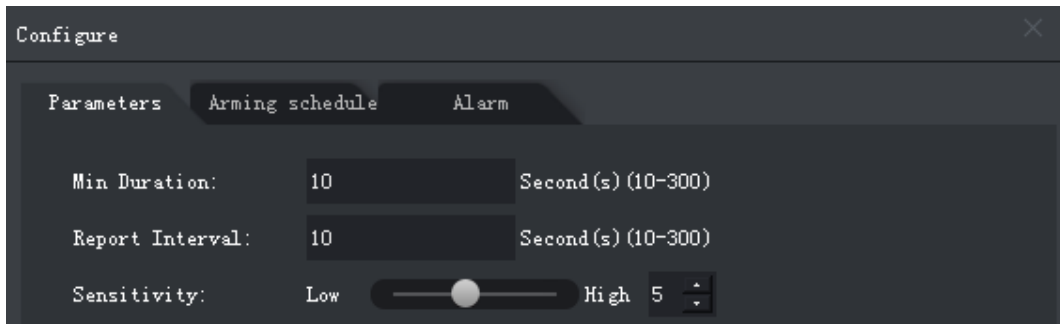 Configure
Parameters Arming schedule Alarm
Min Duration: 10 Second(s)(10-300)
Report Interval: 10 Second(s)(10-300)
Sensitivity: Low High 5